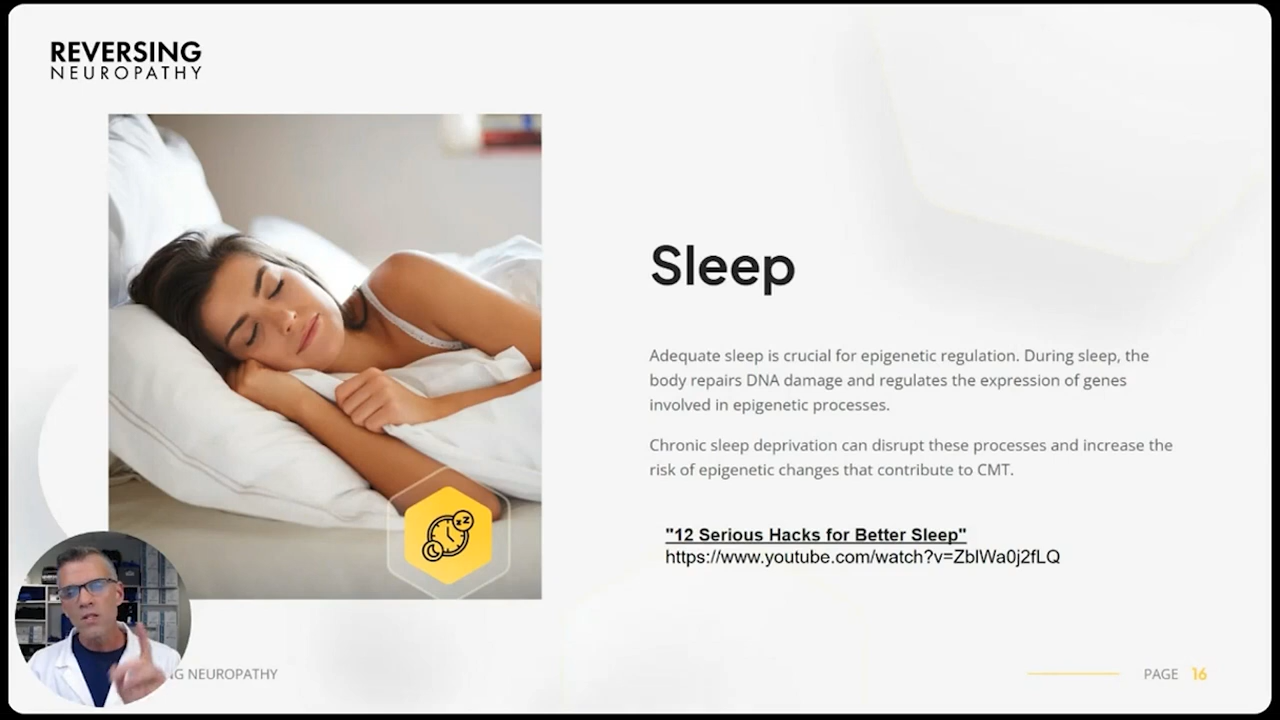 REVERSING
NEUROPATHY
Sleep
Adequate sleep is crucial for epigenetic regulation. During sleep, the
body repairs DNA damage and regulates the expression of genes
involved in epigenetic processes.
Chronic sleep deprivation can disrupt these processes and increase the
risk of epigenetic changes that contribute to CMT.
"12 Serious Hacks for Better Sleep"
https://www.youtube.com/watch?v=ZblWa0j2fLQ
zZ
NG NEUROPATHY
PAGE 16